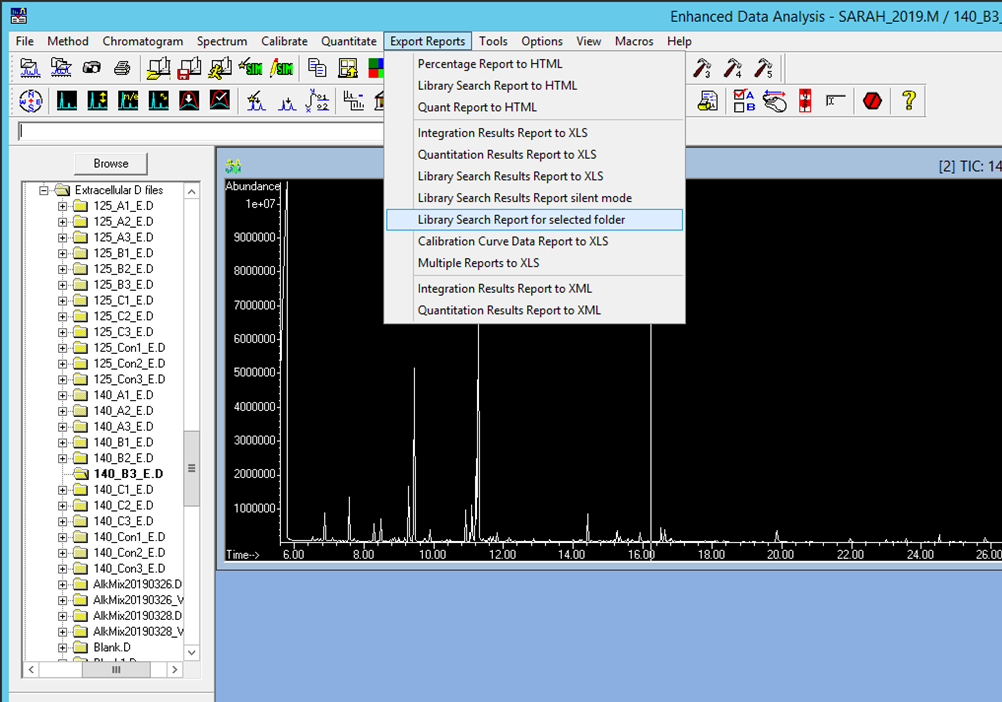 Enhanced Data Analysis - SARAH_2019.M / 140_B3_
File Method Chromatogram Spectrum Calibrate Quantitate Export Reports Tools Options View Macros Help
Percentage Report to HTML
Library Search Report to HTML
Quant Report to HTML
Integration Results Report to XLS
Quantitation Results Report to XLS
Library Search Results Report to XLS
Library Search Results Report silent mode
Library Search Report for selected folder
Calibration Curve Data Report to XLS
Multiple Reports to XLS
Integration Results Report to XML
Quantitation Results Report to XML
Browse
Extracellular D files
125_A1_E.D
125_A2_E.D
125_A3_E.D
125_B1_E.D
125_B2_E.D
125_B3_E.D
125_C1_E.D
125_C2_E.D
125_C3_E.D
125_Con1_E.D
125_Con2_E.D
125_Con3_E.D
140_A1_E.D
140_A2_E.D
140_A3_E.D
140_B1_E.D
140_B2_E.D
140_B3_E.D
140_C1_E.D
140_C2_E.D
140_C3_E.D
140_Con1_E.D
140_Con2_E.D
140_Con3_E.D
AlkMix20190326.D
AlkMix20190326_V
AlkMix20190328.D
AlkMix20190328_V
Blank.D
[2] TIC: 14
Abundance
1e+07
9000000
8000000
7000000
6000000
5000000
4000000
3000000
2000000
1000000
Time-->
6.00 8.00 10.00 12.00 14.00 16.00 18.00 20.00 22.00 24.00 26.00